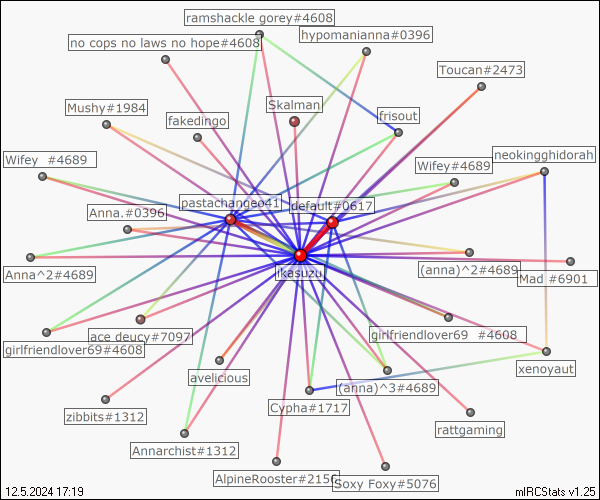 ramshackle gorey#4608
hypomanianna#0396
no cops no laws no hope#4608
Toucan#2473
Mushy#1984
Skalman
fakedingo
frisout
Wifey #4689
neokingghidorah
Wifey#4689
pastachangeo41
default#0617
Anna.#0396
ikasuzu
Anna^2#4689
(anna)^2#4689
Mad #6901
ace deucy#7097
girlfriendlover69 #4608
girlfriendlover69#4608
xenoyaut
avelicious
(anna)^3#4689
Cypha#1717
zibbits#1312
rattgaming
Annarchist#1312
AlpineRooster#2150
Soxy Foxy#5076
12.5.2024 17:19
mIRCStats v1.25